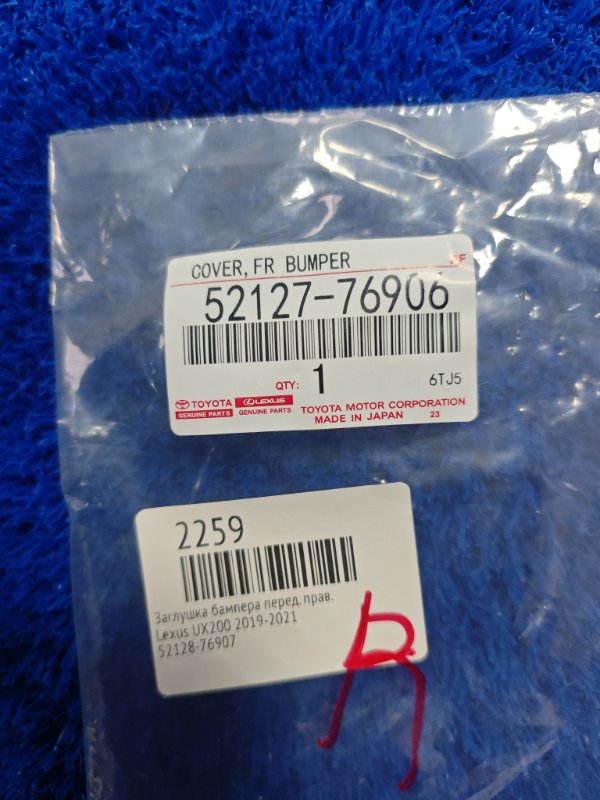 COVER, FR BUMPER
52127-76906
QTY: 1
6TJ5
TOYOTA
GENUINE PARTS
LEXUS
GENUINE PARTS
TOYOTA MOTOR CORPORATION
MADE IN JAPAN 23
2259
Заглушка бампера перед. прав.
Lexus UX200 2019-2021
52128-76907
R